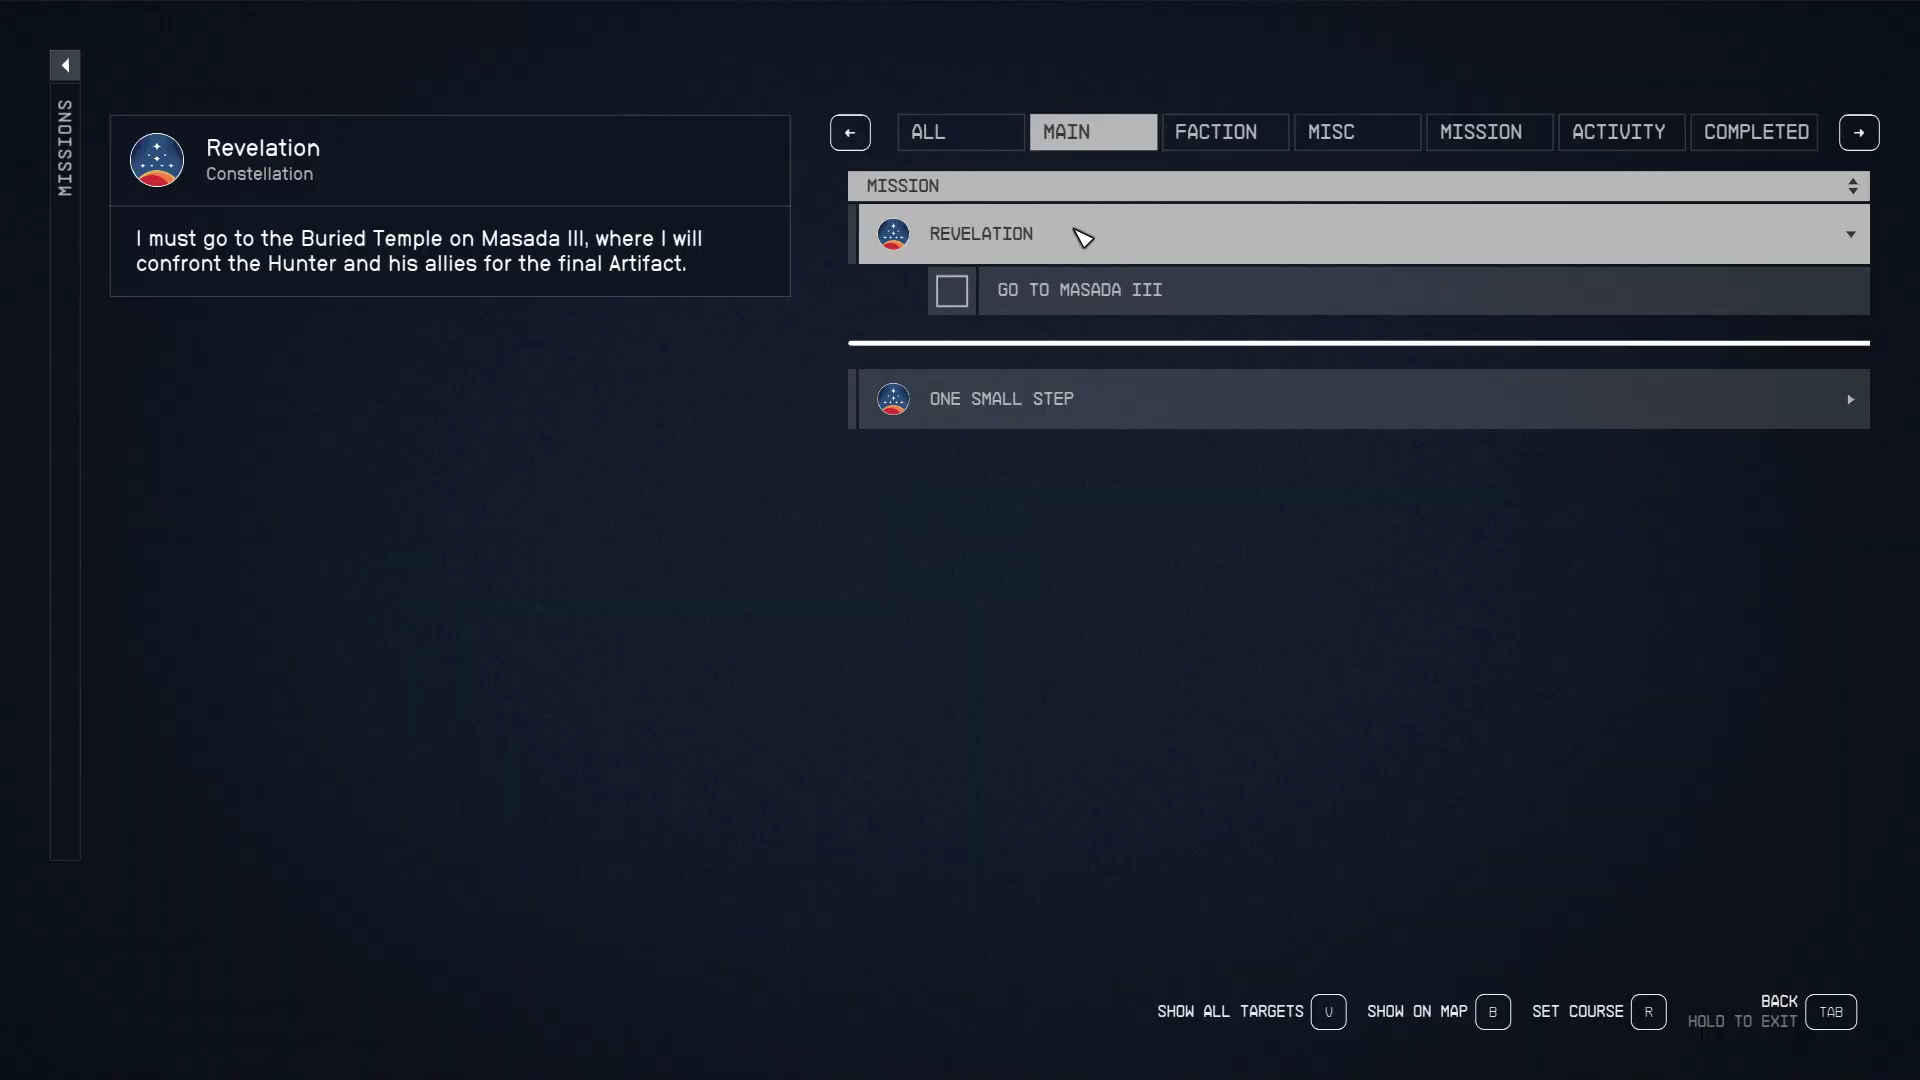 MISSIONS
Revelation
Constellation
I must go to the Buried Temple on Masada III, where I will
confront the Hunter and his allies for the final Artifact.
ALL MAIN FACTION MISC MISSION ACTIVITY COMPLETED
MISSION
REVELATION
GO TO MASADA III
ONE SMALL STEP
SHOW ALL TARGETS V SHOW ON MAP B SET COURSE R BACK TAB
HOLD TO EXIT